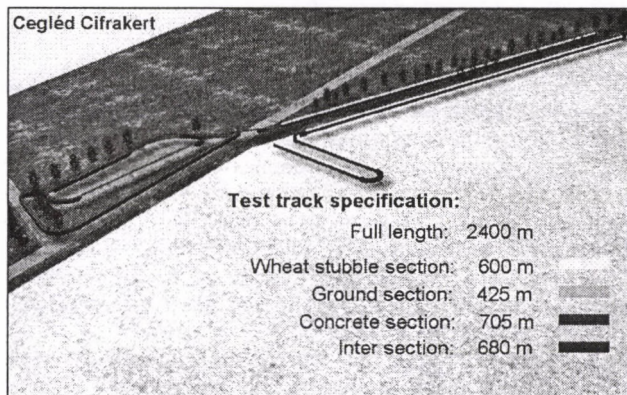 Cegléd Cifrakert
Test track specification:
Full length: 2400 m
Wheat stubble section: 600 m
Ground section: 425 m
Concrete section: 705 m
Inter section: 680 m